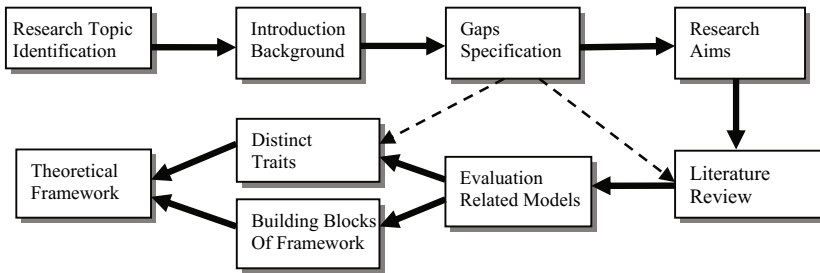 Research Topic
Identification
Introduction
Background
Gaps
Specification
Research
Aims
Distinct
Traits
Theoretical
Framework
Evaluation
Related Models
Literature
Review
Building Blocks
Of Framework